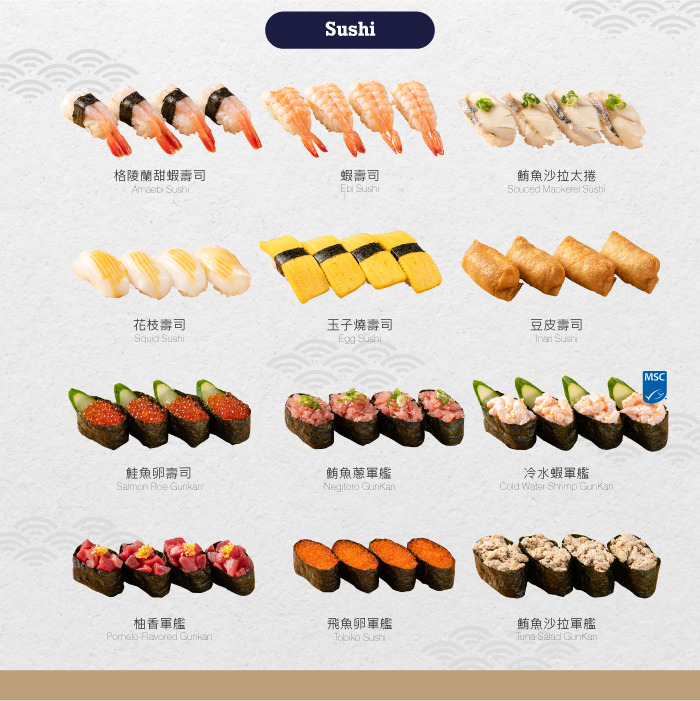 Sushi
格陵蘭甜蝦壽司
Amaebi Sushi
蝦壽司
Ebi Sushi
鮪魚沙拉太捲
Souced Mackerel Sushi
花枝壽司
Squid Sushi
玉子燒壽司
Egg Sushi
豆皮壽司
Inari Sushi
MSC
鮭魚卵壽司
Salmon Roe Gunkan
鮪魚蔥軍艦
Negitoro GunKan
冷水蝦軍艦
Cold Water Shrimp GunKan
柚香軍艦
Pomelo-Flavored Gunkan
飛魚卵軍艦
Tobiko Sushi
鮪魚沙拉軍艦
Tuna Salad GunKan